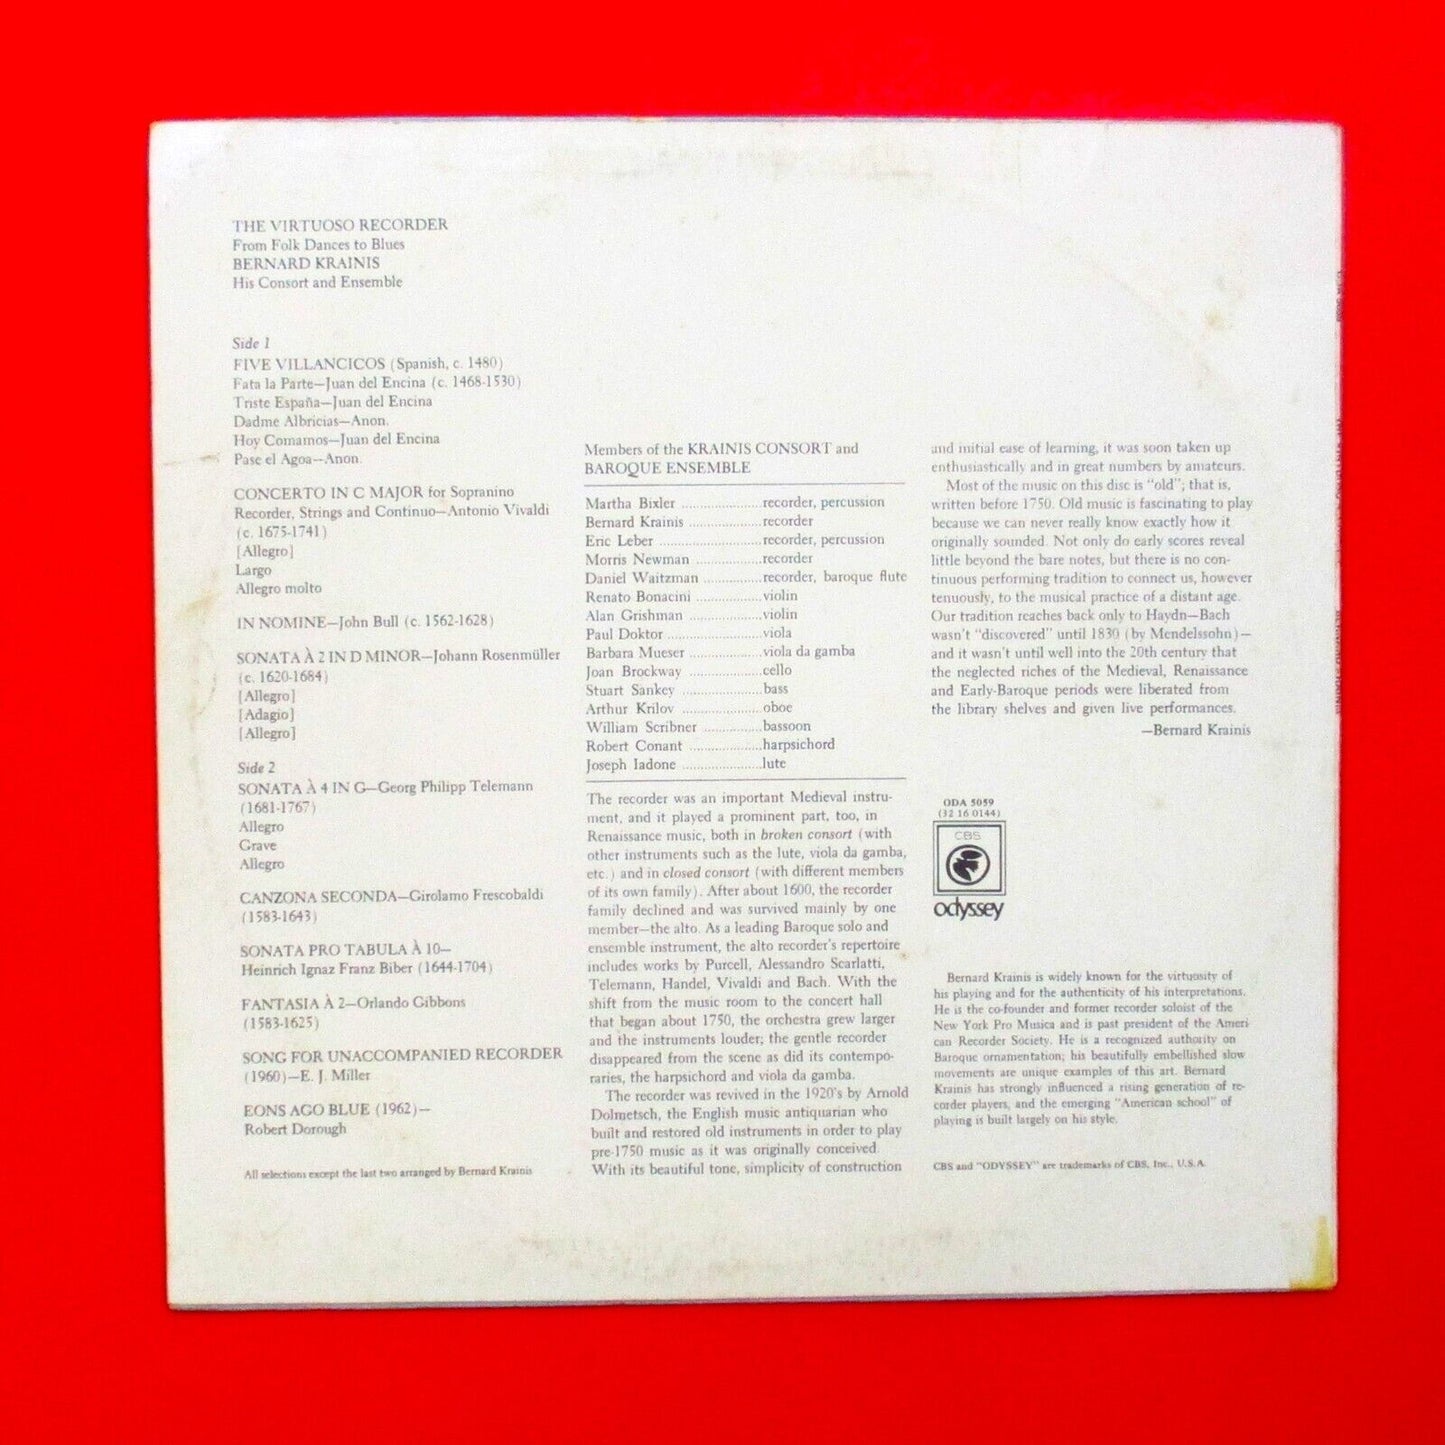 THE VIRTUOSO RECORDER
From Folk Dances to Blues
BERNARD KRAINIS
His Consort and Ensemble
Side 1
FIVE VILLANCICOS (Spanish, c. 1480)
Fata la Parte—Juan del Encina (c. 1468-1530)
Triste España—Juan del Encina
Dadme Albricias—Anon.
Hoy Comamos—Juan del Encina
Pase el Agoa—Anon.
CONCERTO IN C MAJOR for Sopranino
Recorder, Strings and Continuo—Antonio Vivaldi
(c. 1675-1741)
[Allegro]
Largo
Allegro molto
IN NOMINE—John Bull (c. 1562-1628)
SONATA À 2 IN D MINOR—Johann Rosenmüller
(c. 1620-1684)
[Allegro]
[Adagio]
[Allegro]
Side 2
SONATA À 4 IN G—Georg Philipp Telemann
(1681-1767)
Allegro
Grave
Allegro
CANZONA SECONDA—Girolamo Frescobaldi
(1583-1643)
SONATA PRO TABULA À 10—
Heinrich Ignaz Franz Biber (1644-1704)
FANTASIA À 2—Orlando Gibbons
(1583-1625)
SONG FOR UNACCOMPANIED RECORDER
(1960)—E. J. Miller
EONS AGO BLUE (1962)—
Robert Dorough
All selections except the last two arranged by Bernard Krainis
Members of the KRAINIS CONSORT and
BAROQUE ENSEMBLE
Martha Bixler ..................recorder, percussion
Bernard Krainis ..................recorder
Eric Leber ..................recorder, percussion
Morris Newman ..................recorder
Daniel Waitzman ..............recorder, baroque flute
Renato Bonacini ................violin
Alan Grishman ..................violin
Paul Doktor ......................viola
Barbara Mueser ..................viola da gamba
Joan Brockway ..................cello
Stuart Sankey ...................bass
Arthur Krilov ....................oboe
William Scribner ..............bassoon
Robert Conant ..................harpsichord
Joseph Iadone ...................lute
The recorder was an important Medieval instru-
ment, and it played a prominent part, too, in
Renaissance music, both in broken consort (with
other instruments such as the lute, viola da gamba,
etc.) and in closed consort (with different members
of its own family). After about 1600, the recorder
family declined and was survived mainly by one
member—the alto. As a leading Baroque solo and
ensemble instrument, the alto recorder's repertoire
includes works by Purcell, Alessandro Scarlatti,
Telemann, Handel, Vivaldi and Bach. With the
shift from the music room to the concert hall
that began about 1750, the orchestra grew larger
and the instruments louder; the gentle recorder
disappeared from the scene as did its contempo-
raries, the harpsichord and viola da gamba.
The recorder was revived in the 1920's by Arnold
Dolmetsch, the English music antiquarian who
built and restored old instruments in order to play
pre-1750 music as it was originally conceived.
With its beautiful tone, simplicity of construction
and initial ease of learning, it was soon taken up
enthusiastically and in great numbers by amateurs.
Most of the music on this disc is "old"; that is,
written before 1750. Old music is fascinating to play
because we can never really know exactly how it
originally sounded. Not only do early scores reveal
little beyond the bare notes, but there is no con-
tinuous performing tradition to connect us, however
tenuously, to the musical practice of a distant age.
Our tradition reaches back only to Haydn—Bach
wasn't "discovered" until 1830 (by Mendelssohn)—
and it wasn't until well into the 20th century that
the neglected riches of the Medieval, Renaissance
and Early-Baroque periods were liberated from
the library shelves and given live performances.
—Bernard Krainis
ODA 5059
(32 16 0144)
CBS
odyssey
Bernard Krainis is widely known for the virtuosity of
his playing and for the authenticity of his interpretations.
He is the co-founder and former recorder soloist of the
New York Pro Musica and is past president of the Ameri-
can Recorder Society. He is a recognized authority on
Baroque ornamentation; his beautifully embellished slow
movements are unique examples of this art. Bernard
Krainis has strongly influenced a rising generation of re-
corder players, and the emerging "American school" of
playing is built largely on his style.
CBS and "ODYSSEY" are trademarks of CBS, Inc., U.S.A.